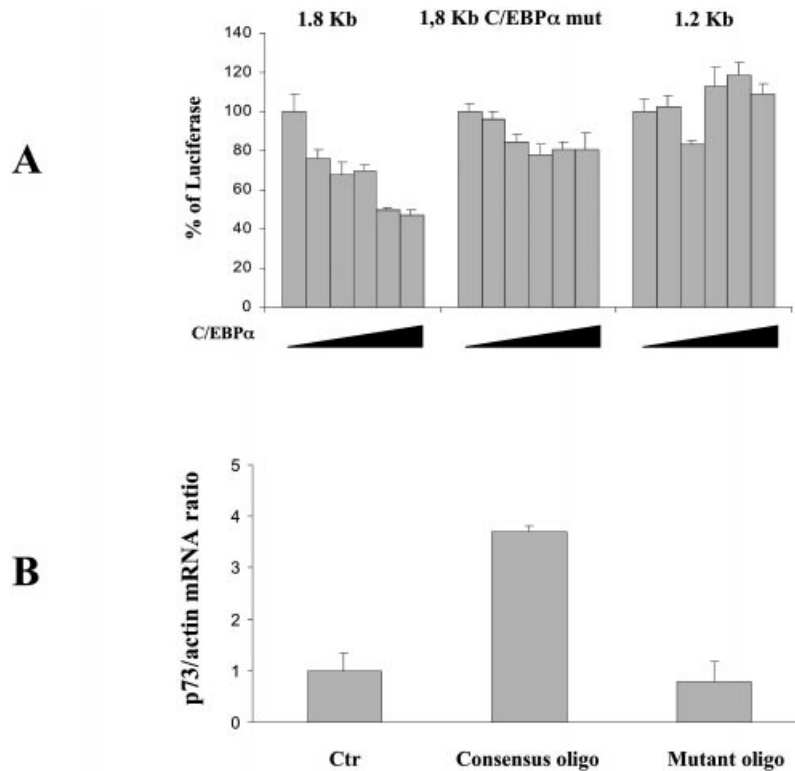 A
1.8 Kb 1,8 Kb C/EBPα mut 1.2 Kb
% of Luciferase
140
120
100
80
60
40
20
0
C/EBPα
B
p73/actin mRNA ratio
5
4
3
2
1
0
Ctr Consensus oligo Mutant oligo